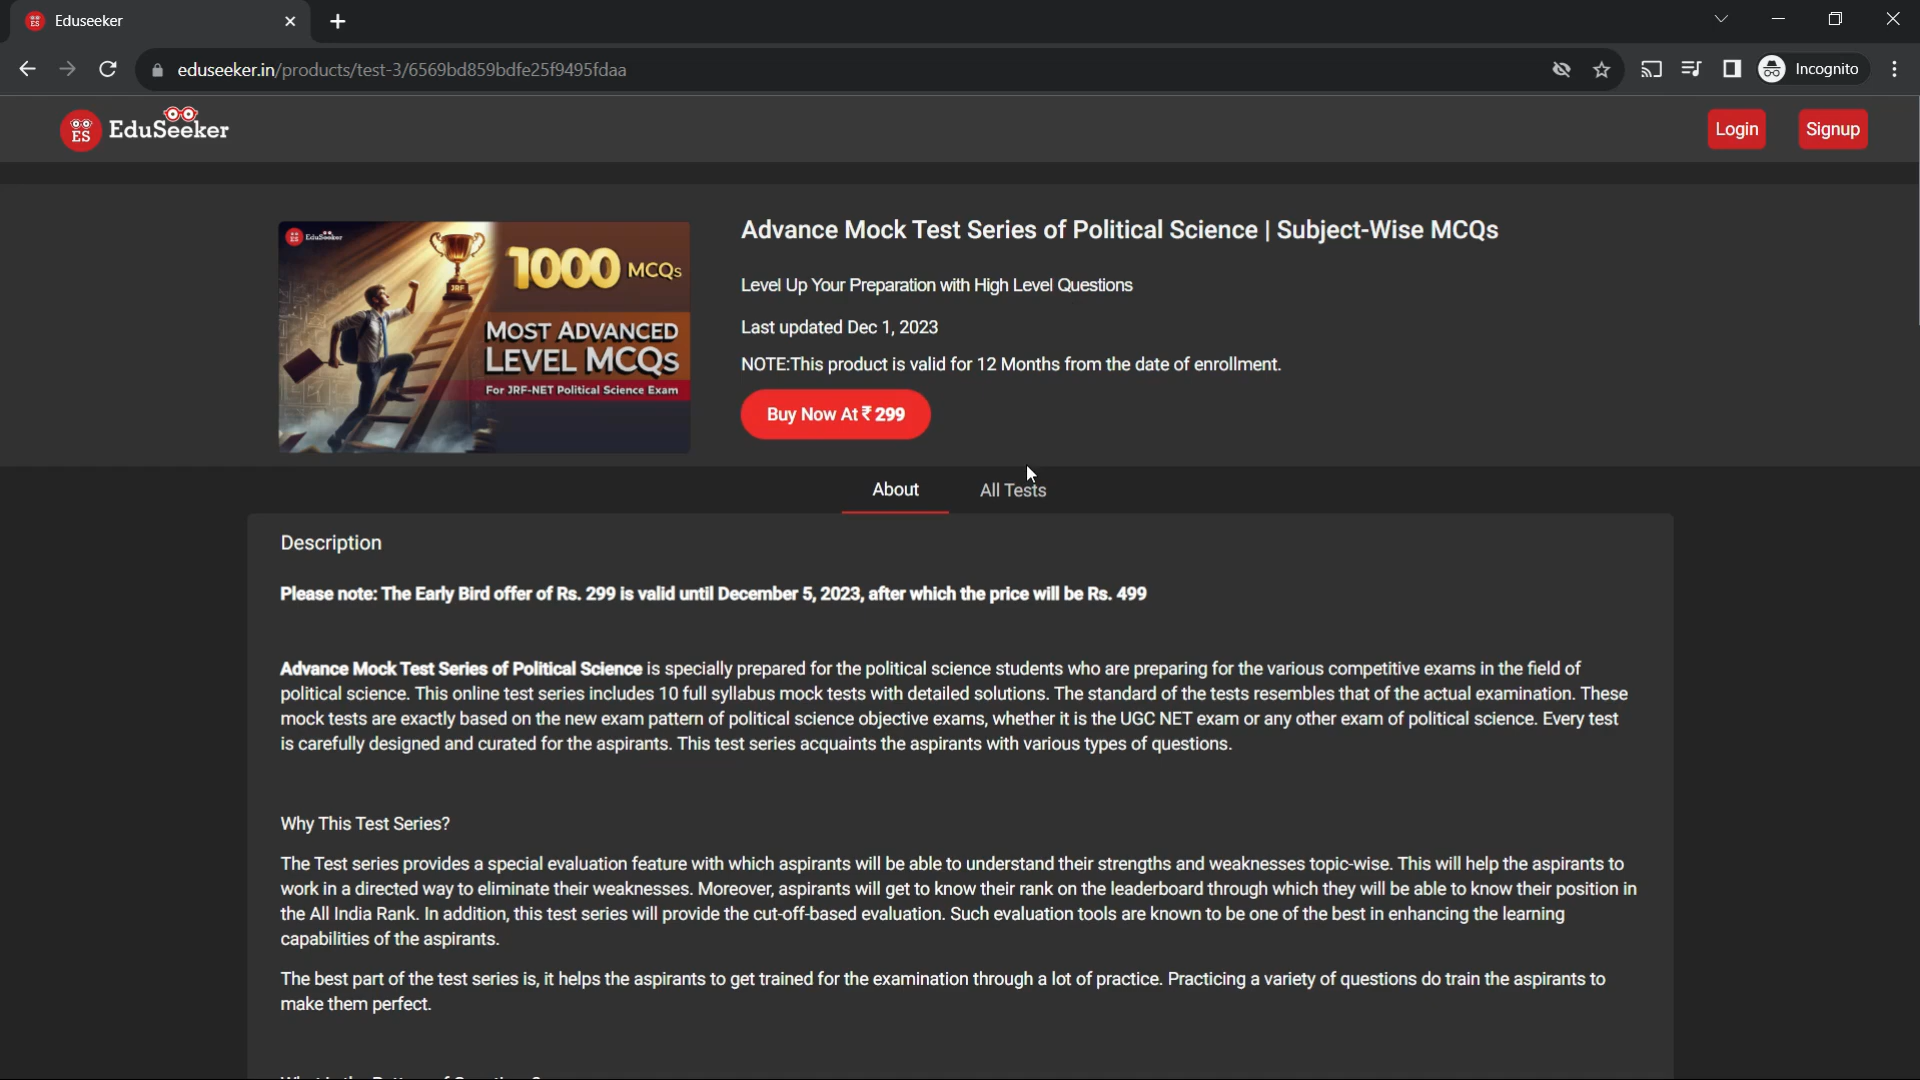 Eduseeker
eduseeker.in/products/test-3/6569bd859bdfe25f9495fdaa
Incognito
ES
EduSeeker
Login
Signup
EduSeeker
1000 MCQs
JRF
MOST ADVANCED
LEVEL MCQs
For JRF-NET Political Science Exam
Advance Mock Test Series of Political Science | Subject-Wise MCQs
Level Up Your Preparation with High Level Questions
Last updated Dec 1, 2023
NOTE:This product is valid for 12 Months from the date of enrollment.
Buy Now At ₹ 299
About
All Tests
Description
Please note: The Early Bird offer of Rs. 299 is valid until December 5, 2023, after which the price will be Rs. 499
Advance Mock Test Series of Political Science is specially prepared for the political science students who are preparing for the various competitive exams in the field of
political science. This online test series includes 10 full syllabus mock tests with detailed solutions. The standard of the tests resembles that of the actual examination. These
mock tests are exactly based on the new exam pattern of political science objective exams, whether it is the UGC NET exam or any other exam of political science. Every test
is carefully designed and curated for the aspirants. This test series acquaints the aspirants with various types of questions.
Why This Test Series?
The Test series provides a special evaluation feature with which aspirants will be able to understand their strengths and weaknesses topic-wise. This will help the aspirants to
work in a directed way to eliminate their weaknesses. Moreover, aspirants will get to know their rank on the leaderboard through which they will be able to know their position in
the All India Rank. In addition, this test series will provide the cut-off-based evaluation. Such evaluation tools are known to be one of the best in enhancing the learning
capabilities of the aspirants.
The best part of the test series is, it helps the aspirants to get trained for the examination through a lot of practice. Practicing a variety of questions do train the aspirants to
make them perfect.